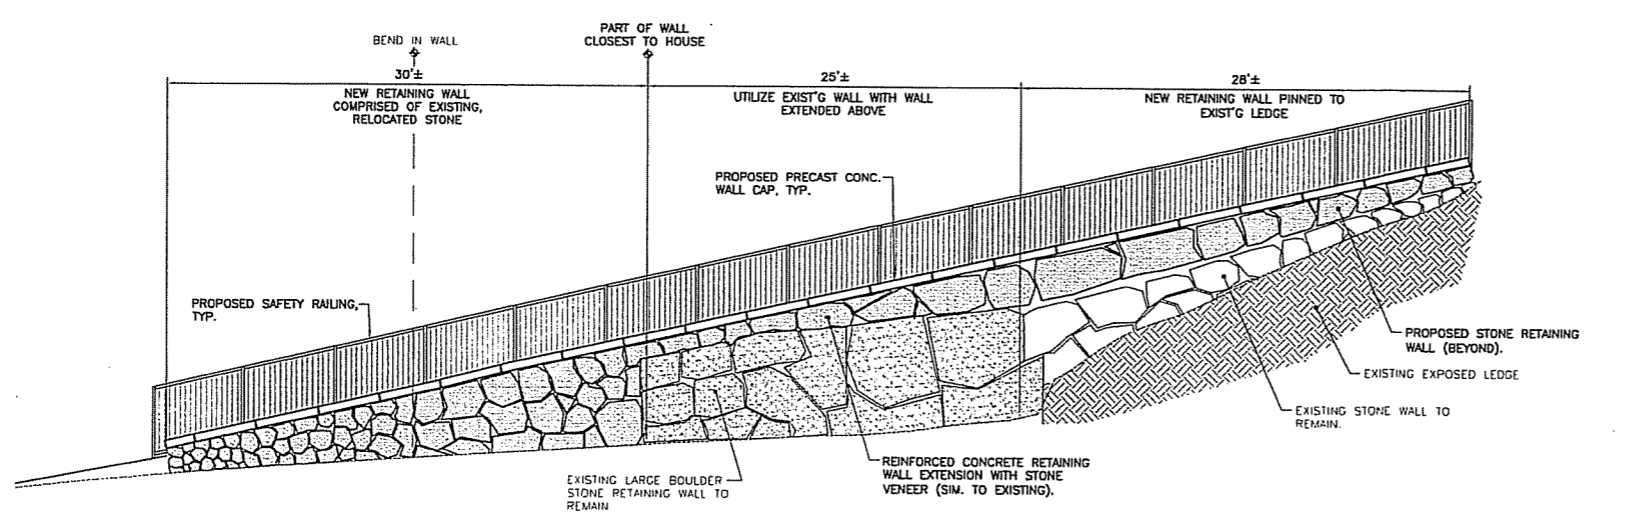 BEND IN WALL
PART OF WALL
CLOSEST TO HOUSE
30'±
NEW RETAINING WALL
COMPRISED OF EXISTING,
RELOCATED STONE
25'±
UTILIZE EXIST'G WALL WITH WALL
EXTENDED ABOVE
28'±
NEW RETAINING WALL PINNED TO
EXIST'G LEDGE
PROPOSED PRECAST CONC.
WALL CAP, TYP.
PROPOSED SAFETY RAILING,
TYP.
PROPOSED STONE RETAINING
WALL (BEYOND).
EXISTING EXPOSED LEDGE
EXISTING STONE WALL TO
REMAIN.
REINFORCED CONCRETE RETAINING
WALL EXTENSION WITH STONE
VENEER (SIM. TO EXISTING).
EXISTING LARGE BOULDER
STONE RETAINING WALL TO
REMAIN